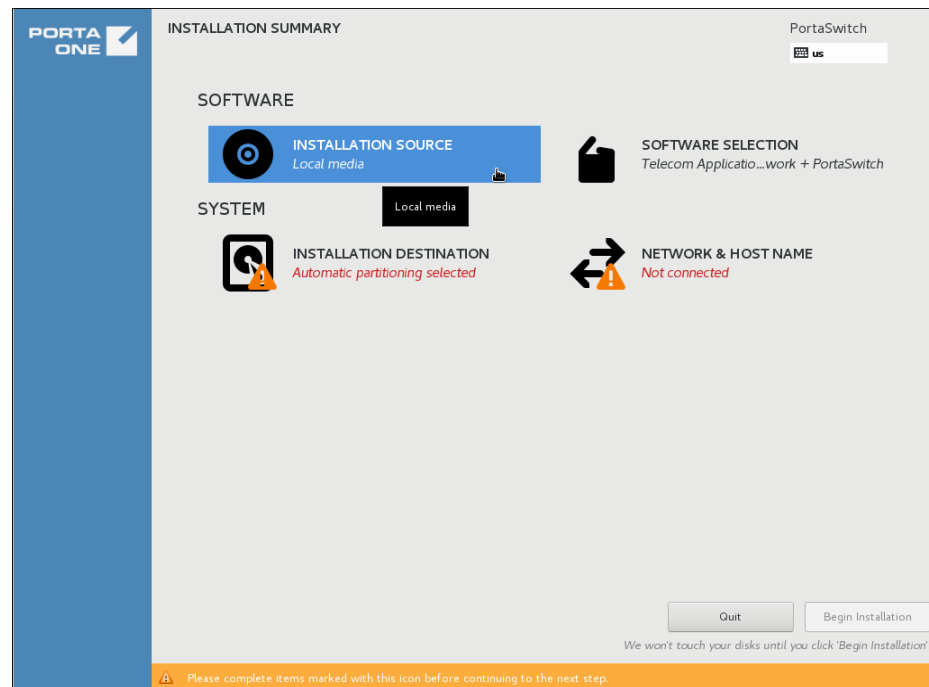 PORTA
ONE
INSTALLATION SUMMARY
PortaSwitch
us
SOFTWARE
INSTALLATION SOURCE
Local media
SOFTWARE SELECTION
Telecom Applicatio...work + PortaSwitch
Local media
SYSTEM
INSTALLATION DESTINATION
Automatic partitioning selected
NETWORK & HOST NAME
Not connected
Quit
Begin Installation
We won't touch your disks until you click 'Begin Installation'
Please complete items marked with this icon before continuing to the next step.